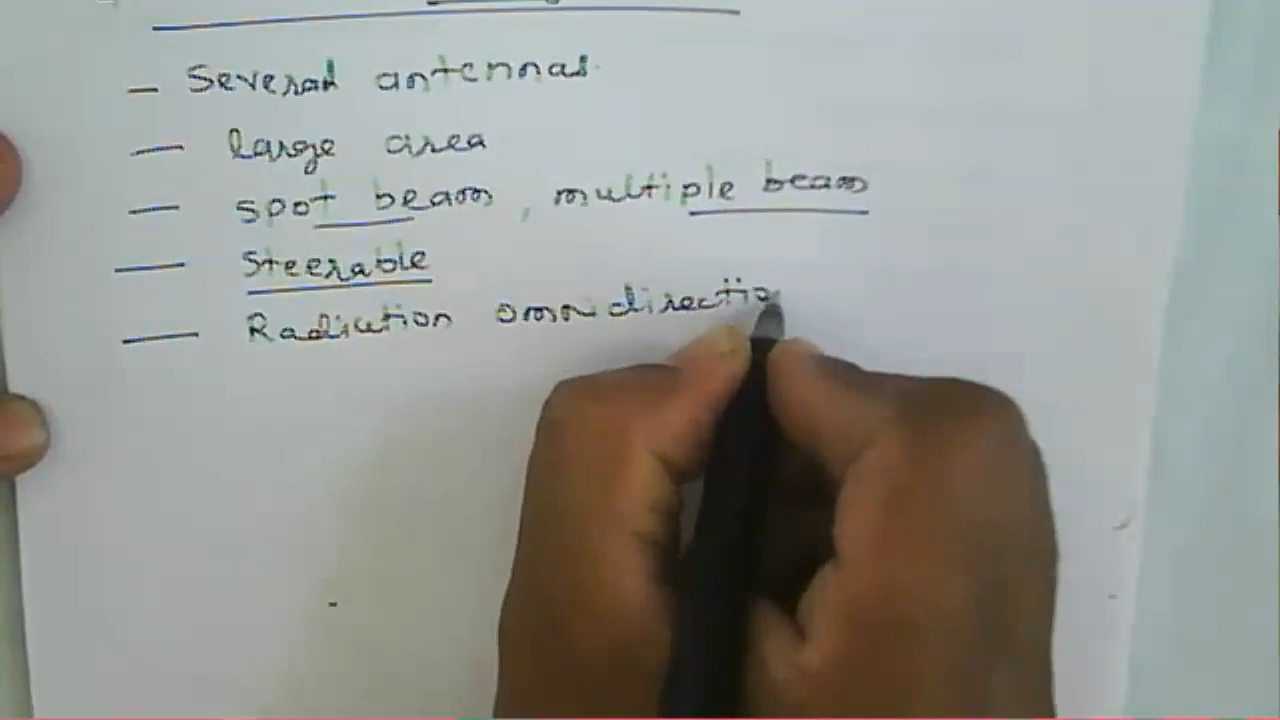 - Several antennas.
- large area
- spot beam, multiple beam
- Steerable
- Radiation omnidirectio